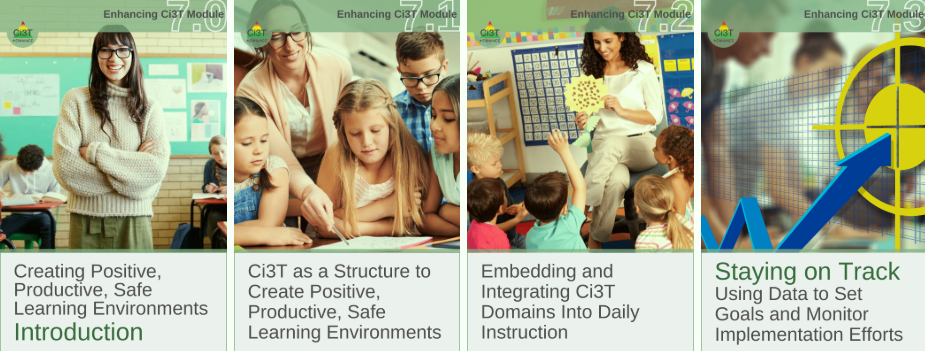 Enhancing Ci3T Module
7.0
Ci3T
Creating Positive,
Productive, Safe
Learning Environments
Introduction
Enhancing Ci3T Module
7.1
Ci3T
Ci3T as a Structure to
Create Positive,
Productive, Safe
Learning Environments
Enhancing Ci3T Module
7.2
Ci3T
Embedding and
Integrating Ci3T
Domains Into Daily
Instruction
Enhancing Ci3T Module
7.3
Ci3T
Staying on Track
Using Data to Set
Goals and Monitor
Implementation Efforts